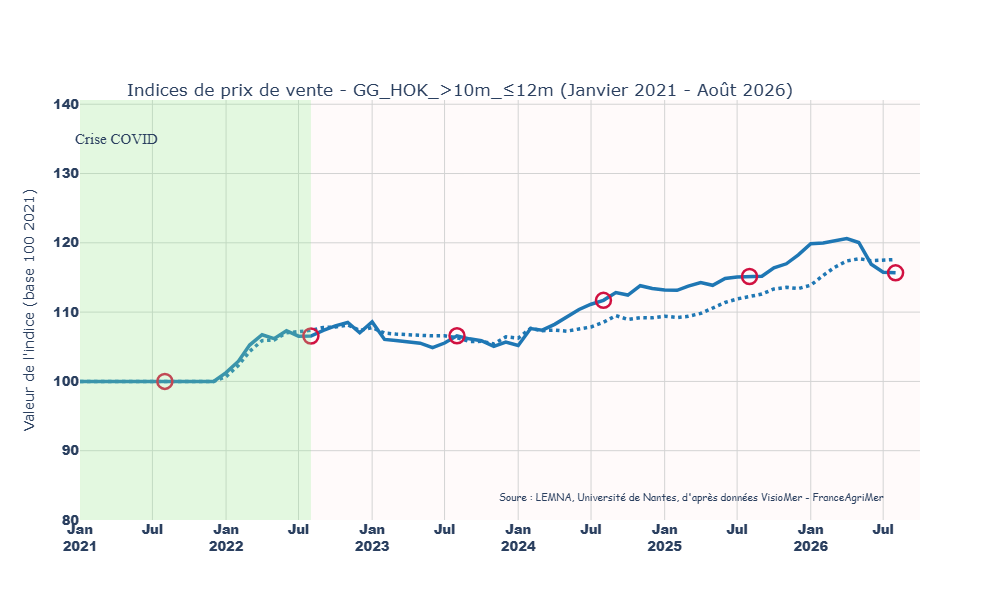 Indices de prix de vente - GG_HOK_>10m_≤12m (Janvier 2021 - Août 2026)
Valeur de l'indice (base 100 2021)
140
130
120
110
100
90
80
Crise COVID
Soure : LEMNA, Université de Nantes, d'après données VisioMer - FranceAgriMer
Jan Jul Jan Jul Jan Jul Jan Jul Jan Jul Jan Jul
2021 2022 2023 2024 2025 2026